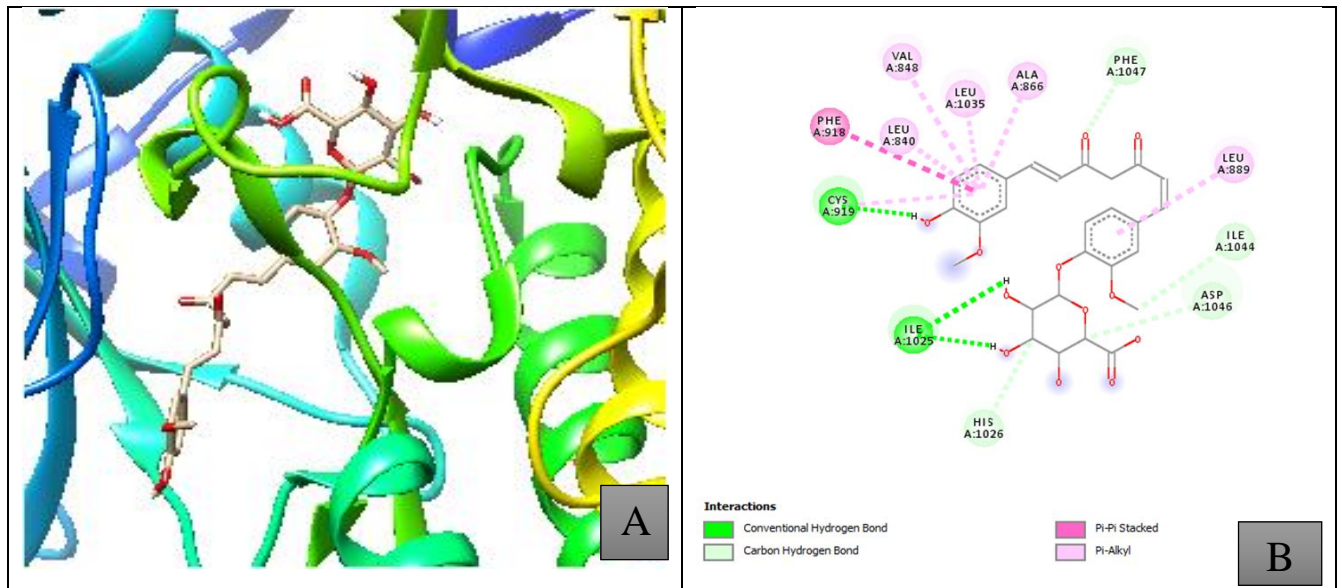 A
VAL
A:848
LEU
A:1035
ALA
A:866
PHE
A:1047
PHE
A:918
LEU
A:840
LEU
A:889
CYS
A:919
H
O
O
O
O
ILE
A:1044
ASP
A:1046
O
O
H
O
O
ILE
A:1025
H
O
O
O
O
HIS
A:1026
Interactions
Conventional Hydrogen Bond
Carbon Hydrogen Bond
Pi-Pi Stacked
Pi-Alkyl
B